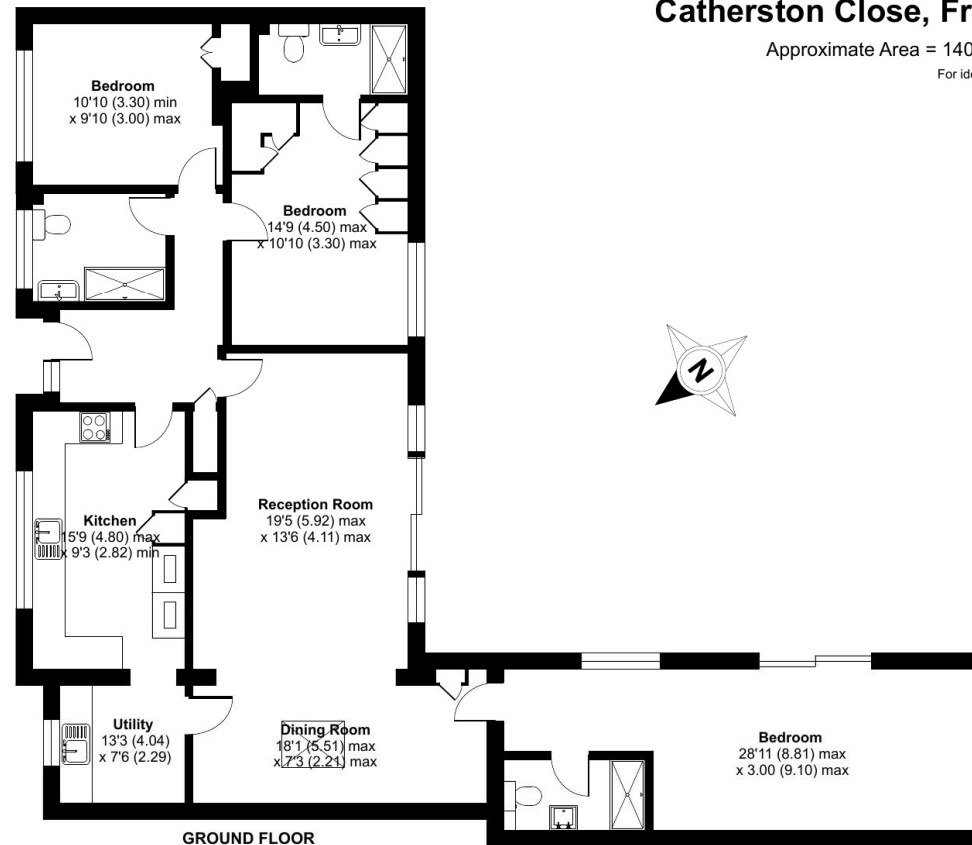 Catherston Close, Fr
Approximate Area = 140
For ide
Bedroom
10'10 (3.30) min
x 9'10 (3.00) max
Bedroom
14'9 (4.50) max
x 10'10 (3.30) max
N
Reception Room
19'5 (5.92) max
x 13'6 (4.11) max
Kitchen
15'9 (4.80) max
x 9'3 (2.82) min
Utility
13'3 (4.04)
x 7'6 (2.29)
Dining Room
18'1 (5.51) max
x 7'3 (2.21) max
Bedroom
28'11 (8.81) max
x 3.00 (9.10) max
GROUND FLOOR